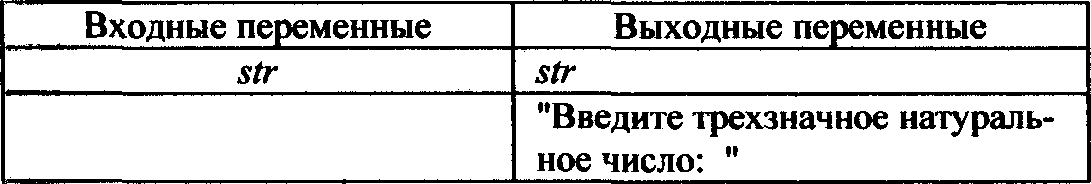 Входные переменные Выходные переменные
str str
"Введите трехзначное натураль-
ное число: "